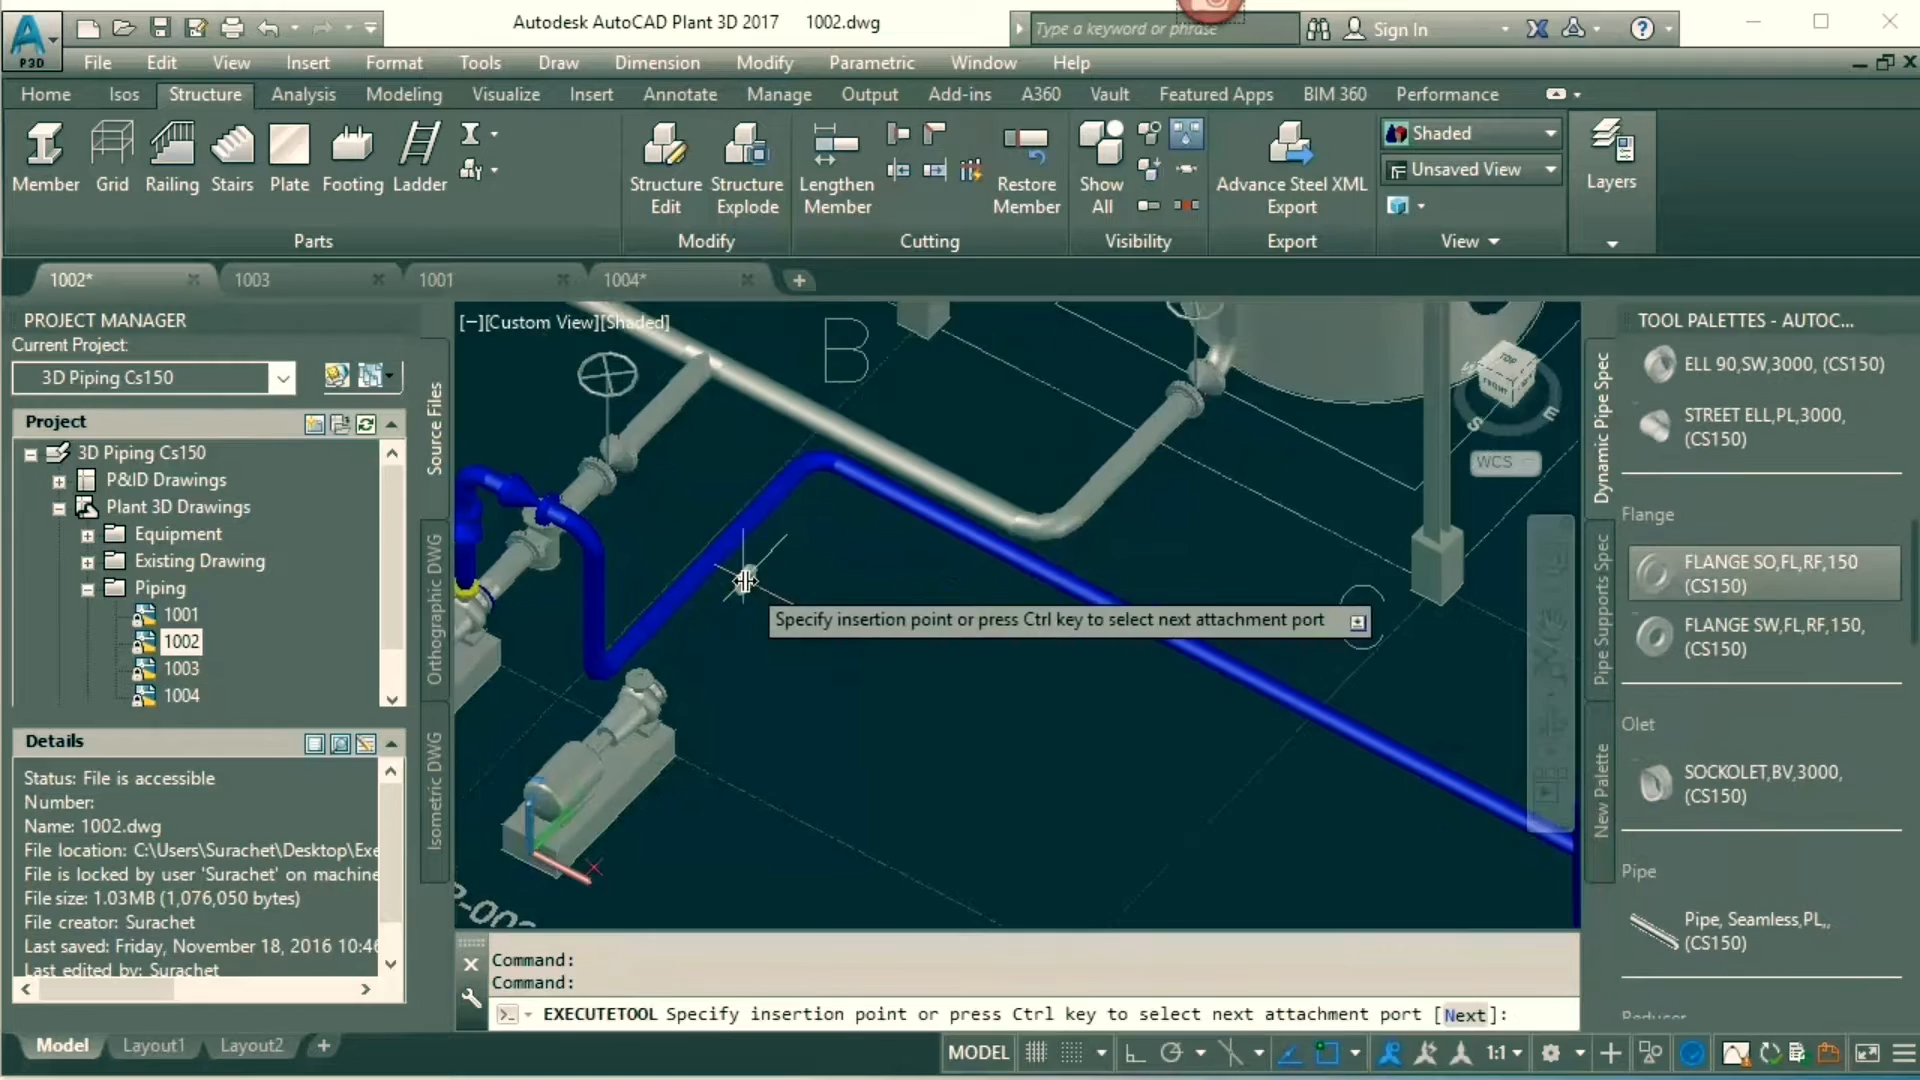 Autodesk AutoCAD Plant 3D 2017 1002.dwg
Type a keyword or phrase
Sign In
P3D
File Edit View Insert Format Tools Draw Dimension Modify Parametric Window Help
Home Isos Structure Analysis Modeling Visualize Insert Annotate Manage Output Add-ins A360 Vault Featured Apps BIM 360 Performance
Member Grid Railing Stairs Plate Footing Ladder
Structure Edit
Structure Explode
Lengthen Member
Restore Member
Show All
Advance Steel XML Export
Shaded
Unsaved View
Layers
Parts Modify Cutting Visibility Export View
1002* 1003 1001 1004*
PROJECT MANAGER
Current Project:
3D Piping Cs150
Project
3D Piping Cs150
P&ID Drawings
Plant 3D Drawings
Equipment
Existing Drawing
Piping
1001
1002
1003
1004
Details
Status: File is accessible
Number:
Name: 1002.dwg
File location: C:\Users\Surachet\Desktop\Exe
File is locked by user 'Surachet' on machine
File size: 1.03MB (1,076,050 bytes)
File creator: Surachet
Last saved: Friday, November 18, 2016 10:46
Last edited by: Surachet
Source Files
Orthographic DWG
Isometric DWG
[−][Custom View][Shaded]
B
TOP
FRONT
S
E
WCS
Specify insertion point or press Ctrl key to select next attachment port
Command:
Command:
EXECUTETOOL Specify insertion point or press Ctrl key to select next attachment port [Next]:
TOOL PALETTES - AUTOC...
Dynamic Pipe Spec
Pipe Supports Spec
New Palette
ELL 90,SW,3000, (CS150)
STREET ELL,PL,3000,
(CS150)
Flange
FLANGE SO,FL,RF,150
(CS150)
FLANGE SW,FL,RF,150,
(CS150)
Olet
SOCKOLET,BV,3000,
(CS150)
Pipe
Pipe, Seamless,PL,,
(CS150)
Reducer
Model Layout1 Layout2
MODEL
1:1